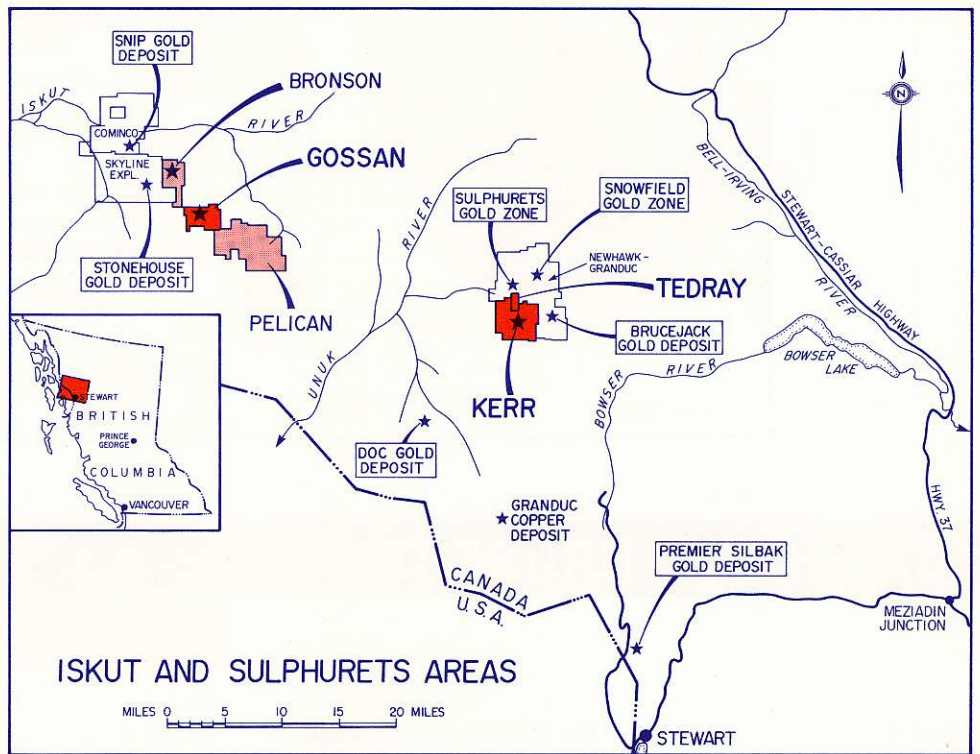 SNIP GOLD
DEPOSIT
BRONSON
ISKUT
RIVER
COMINCO
GOSSAN
SKYLINE
EXPL.
STONEHOUSE
GOLD DEPOSIT
PELICAN
N
BELL-IRVING
RIVER
STEWART-CASSIAR
HIGHWAY
SULPHURETS
GOLD ZONE
SNOWFIELD
GOLD ZONE
NEWHAWK-
GRANDUC
TEDRAY
BRUCEJACK
GOLD DEPOSIT
KERR
UNUK
RIVER
BOWSER
RIVER
BOWSER
LAKE
DOC GOLD
DEPOSIT
GRANDUC
COPPER
DEPOSIT
HWY. 37
PREMIER SILBAK
GOLD DEPOSIT
MEZIADIN
JUNCTION
CANADA
U.S.A.
STEWART
BRITISH
PRINCE
GEORGE
COLUMBIA
VANCOUVER
ISKUT AND SULPHURETS AREAS
MILES 0 5 10 15 20 MILES
STEWART